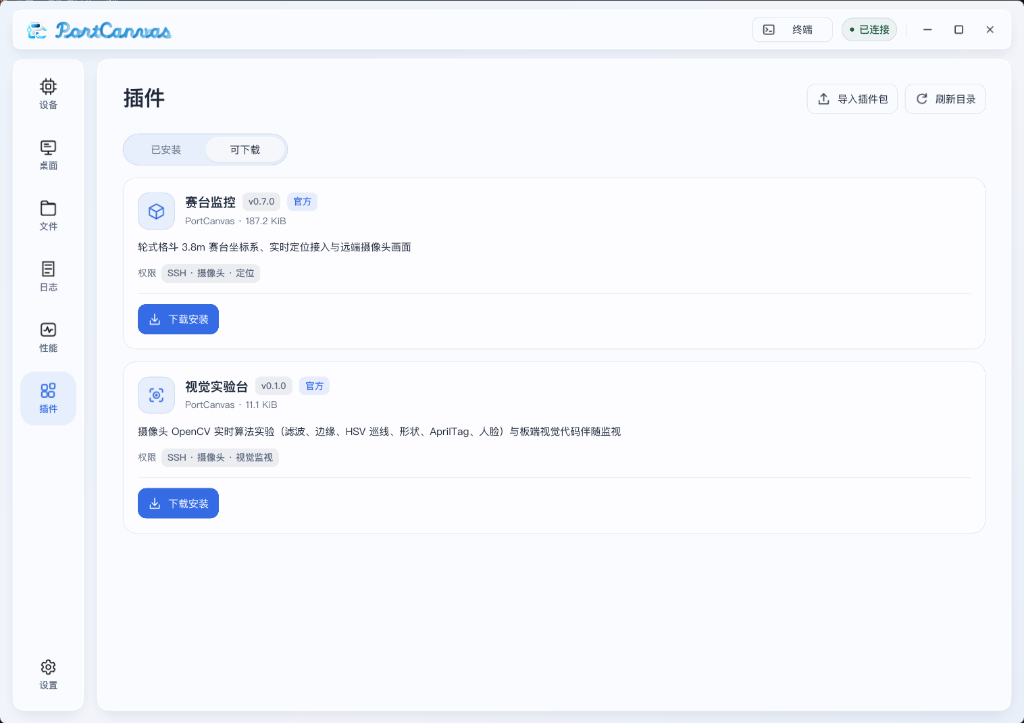 PortCanvas
终端
已连接
设备
桌面
文件
日志
性能
插件
设置
插件
导入插件包
刷新目录
已安装
可下载
赛台监控 v0.7.0 官方
PortCanvas · 187.2 KiB
轮式格斗 3.8m 赛台坐标系、实时定位接入与远端摄像头画面
权限 SSH · 摄像头 · 定位
下载安装
视觉实验台 v0.1.0 官方
PortCanvas · 11.1 KiB
摄像头 OpenCV 实时算法实验（滤波、边缘、HSV 巡线、形状、AprilTag、人脸）与板端视觉代码伴随监视
权限 SSH · 摄像头 · 视觉监视
下载安装